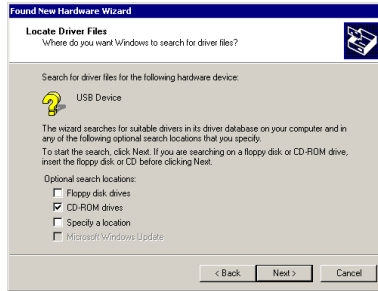 Found New Hardware Wizard
Locate Driver Files
Where do you want Windows to search for driver files?
Search for driver files for the following hardware device:
USB Device
The wizard searches for suitable drivers in its driver database on your computer and in
any of the following optional search locations that you specify.
To start the search, click Next. If you are searching on a floppy disk or CD-ROM drive,
insert the floppy disk or CD before clicking Next.
Optional search locations:
Floppy disk drives
CD-ROM drives
Specify a location
Microsoft Windows Update
< Back
Next >
Cancel